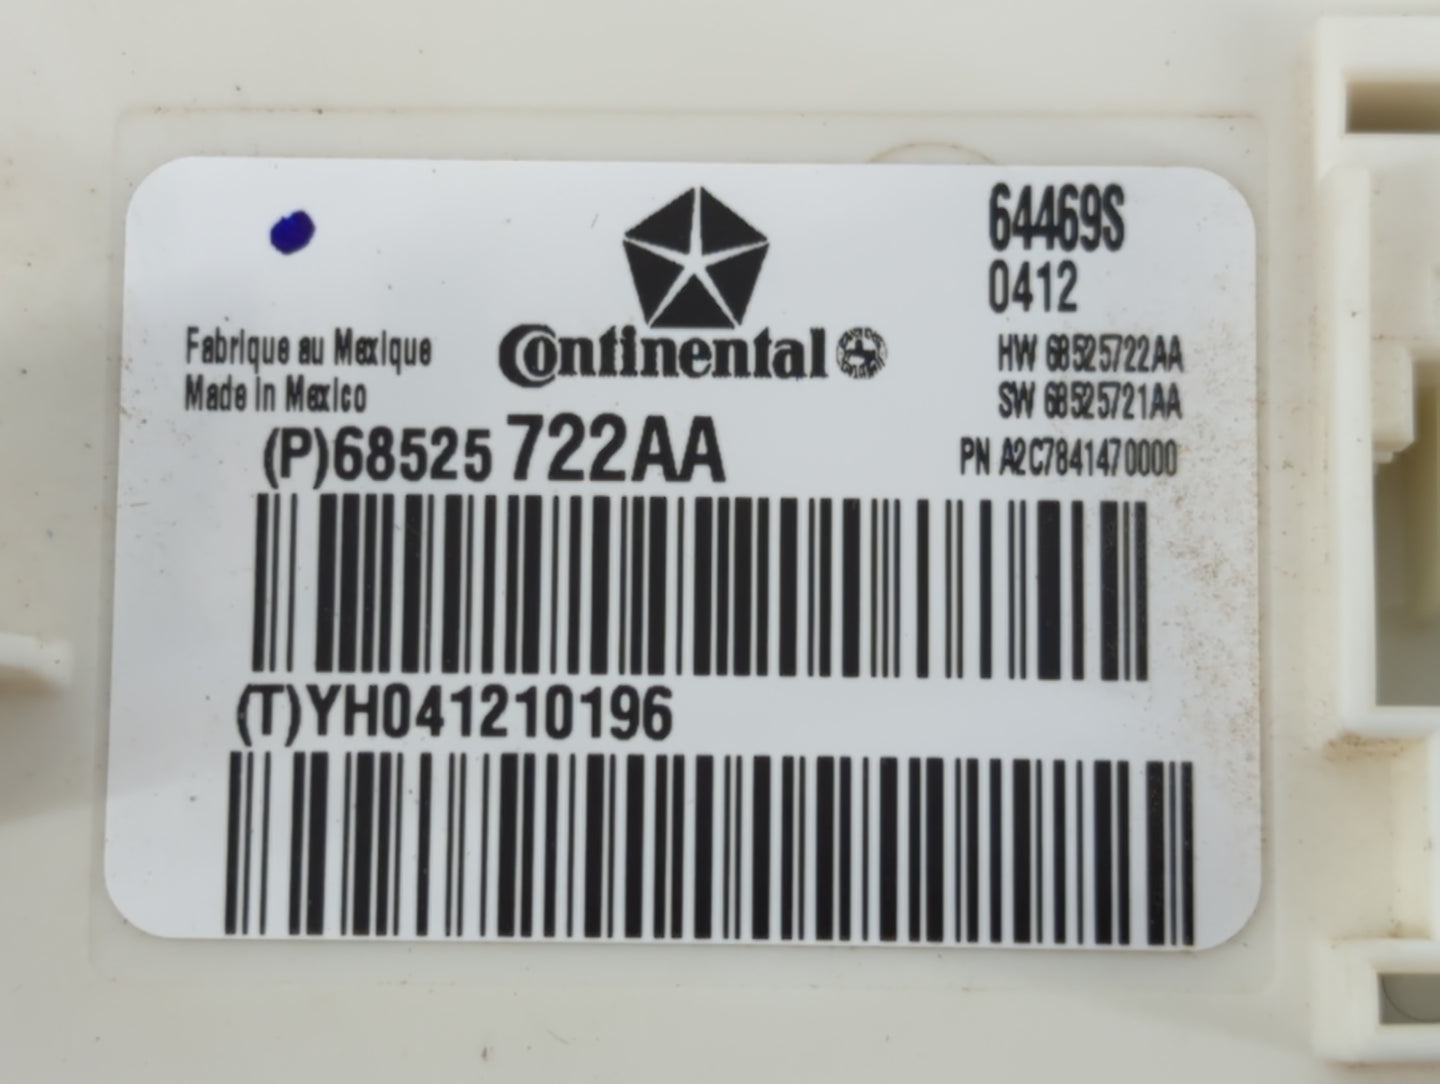 64469S
0412
Fabrique au Mexique
Made in Mexico
Continental
HW 68525722AA
SW 68525721AA
(P)68525 722AA
PN A2C7841470000
(T)YH041210196